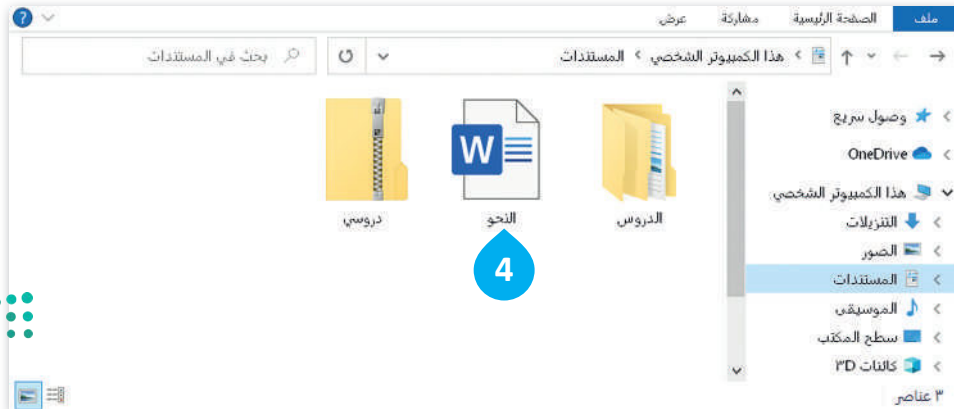 ملف الصفحة الرئيسية مشاركة عرض
هذا الكمبيوتر الشخصي › المستندات
بحث في المستندات
وصول سريع
OneDrive
هذا الكمبيوتر الشخصي
التنزيلات
الصور
المستندات
الموسيقى
سطح المكتب
كائنات 3D
الدروس
النحو
دروسي
W
4
٣ عناصر